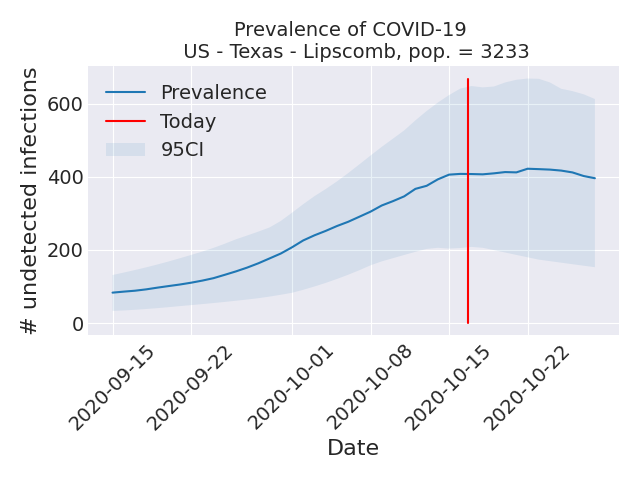 Prevalence of COVID-19
US - Texas - Lipscomb, pop. = 3233
# undetected infections
600
400
200
0
Prevalence
Today
95CI
2020-09-15
2020-09-22
2020-10-01
2020-10-08
2020-10-15
2020-10-22
Date